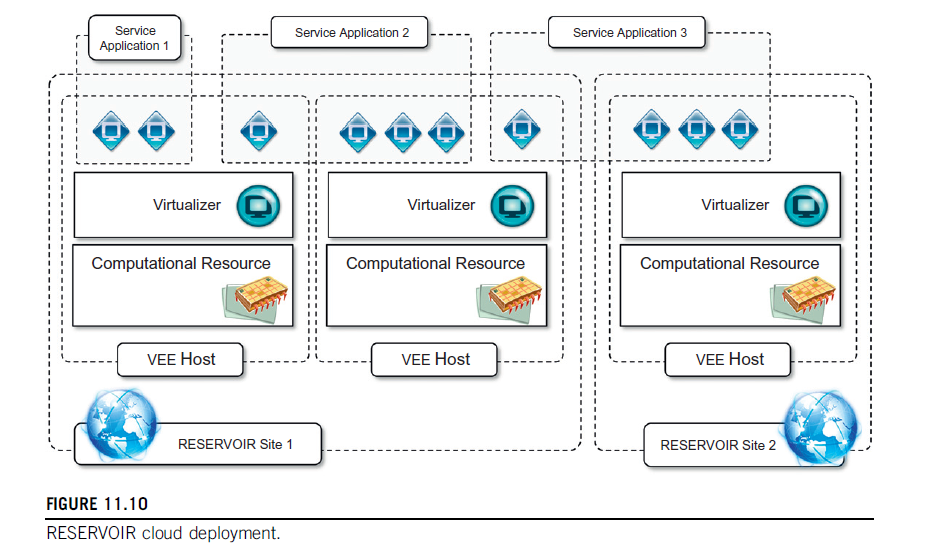 Service
Application 1
Service Application 2
Service Application 3
Virtualizer
Virtualizer
Virtualizer
Computational Resource
Computational Resource
Computational Resource
VEE Host
VEE Host
VEE Host
RESERVOIR Site 1
RESERVOIR Site 2
FIGURE 11.10
RESERVOIR cloud deployment.